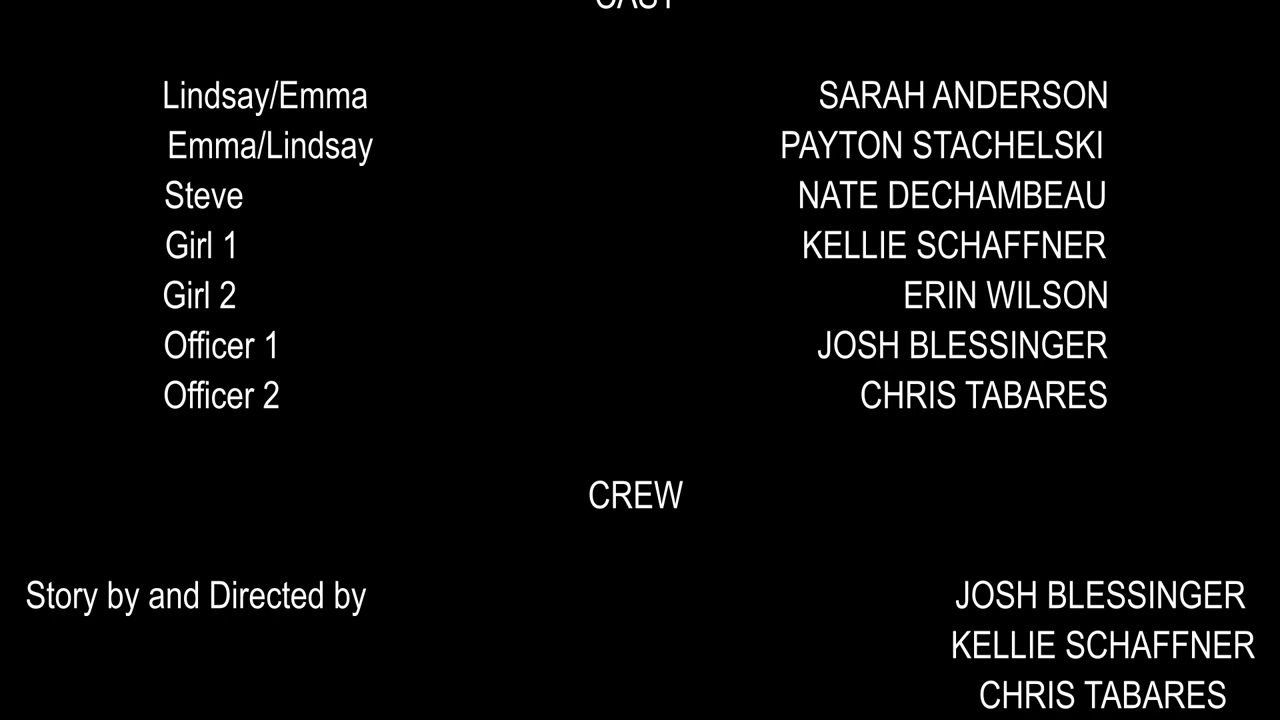 CAST
Lindsay/Emma SARAH ANDERSON
Emma/Lindsay PAYTON STACHELSKI
Steve NATE DECHAMBEAU
Girl 1 KELLIE SCHAFFNER
Girl 2 ERIN WILSON
Officer 1 JOSH BLESSINGER
Officer 2 CHRIS TABARES
CREW
Story by and Directed by JOSH BLESSINGER
KELLIE SCHAFFNER
CHRIS TABARES